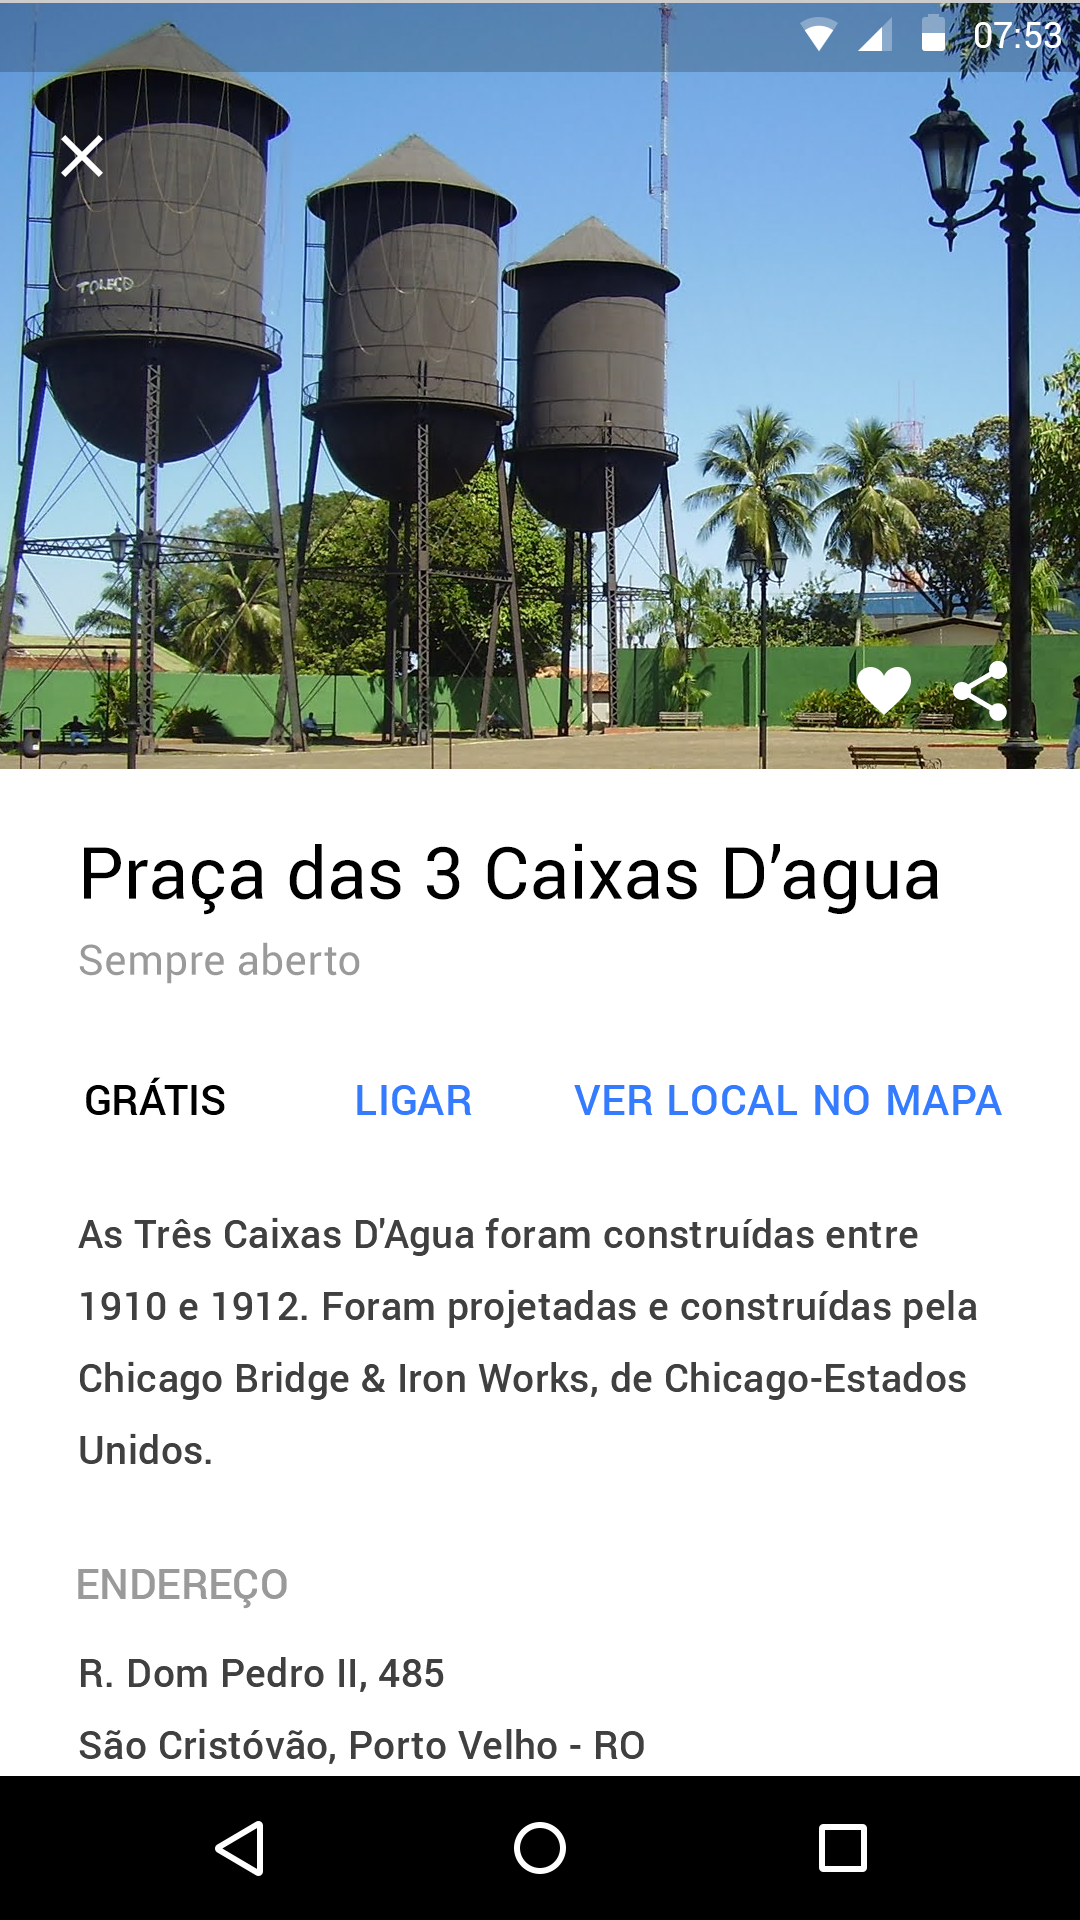 07:53
TOLEDO
Praça das 3 Caixas D’agua
Sempre aberto
GRÁTIS LIGAR VER LOCAL NO MAPA
As Três Caixas D'Agua foram construídas entre
1910 e 1912. Foram projetadas e construídas pela
Chicago Bridge & Iron Works, de Chicago-Estados
Unidos.
ENDEREÇO
R. Dom Pedro II, 485
São Cristóvão, Porto Velho - RO